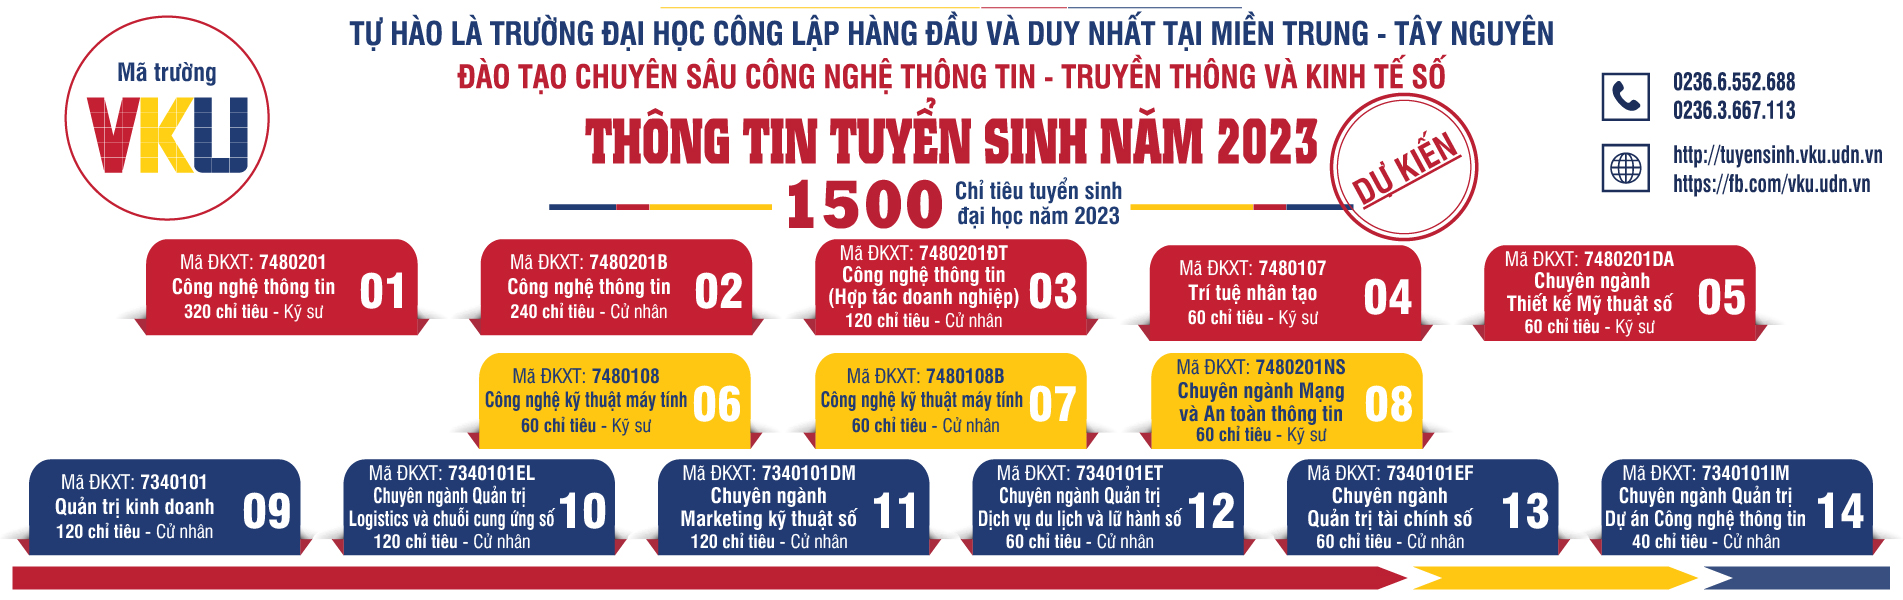 TỰ HÀO LÀ TRƯỜNG ĐẠI HỌC CÔNG LẬP HÀNG ĐẦU VÀ DUY NHẤT TẠI MIỀN TRUNG - TÂY NGUYÊN
ĐÀO TẠO CHUYÊN SÂU CÔNG NGHỆ THÔNG TIN - TRUYỀN THÔNG VÀ KINH TẾ SỐ
Mã trường
VKU
THÔNG TIN TUYỂN SINH NĂM 2023
DỰ KIẾN
1500
Chỉ tiêu tuyển sinh
đại học năm 2023
0236.6.552.688
0236.3.667.113
http://tuyensinh.vku.udn.vn
https://fb.com/vku.udn.vn
Mã ĐKXT: 7480201
Công nghệ thông tin
320 chỉ tiêu - Kỹ sư
01
Mã ĐKXT: 7480201B
Công nghệ thông tin
240 chỉ tiêu - Cử nhân
02
Mã ĐKXT: 7480201ĐT
Công nghệ thông tin
(Hợp tác doanh nghiệp)
120 chỉ tiêu - Cử nhân
03
Mã ĐKXT: 7480107
Trí tuệ nhân tạo
60 chỉ tiêu - Kỹ sư
04
Mã ĐKXT: 7480201DA
Chuyên ngành
Thiết kế Mỹ thuật số
60 chỉ tiêu - Kỹ sư
05
Mã ĐKXT: 7480108
Công nghệ kỹ thuật máy tính
60 chỉ tiêu - Kỹ sư
06
Mã ĐKXT: 7480108B
Công nghệ kỹ thuật máy tính
60 chỉ tiêu - Cử nhân
07
Mã ĐKXT: 7480201NS
Chuyên ngành Mạng
và An toàn thông tin
60 chỉ tiêu - Kỹ sư
08
Mã ĐKXT: 7340101
Quản trị kinh doanh
120 chỉ tiêu - Cử nhân
09
Mã ĐKXT: 7340101EL
Chuyên ngành Quản trị
Logistics và chuỗi cung ứng số
120 chỉ tiêu - Cử nhân
10
Mã ĐKXT: 7340101DM
Chuyên ngành
Marketing kỹ thuật số
120 chỉ tiêu - Cử nhân
11
Mã ĐKXT: 7340101ET
Chuyên ngành Quản trị
Dịch vụ du lịch và lữ hành số
60 chỉ tiêu - Cử nhân
12
Mã ĐKXT: 7340101EF
Chuyên ngành
Quản trị tài chính số
60 chỉ tiêu - Cử nhân
13
Mã ĐKXT: 7340101IM
Chuyên ngành Quản trị
Dự án Công nghệ thông tin
40 chỉ tiêu - Cử nhân
14